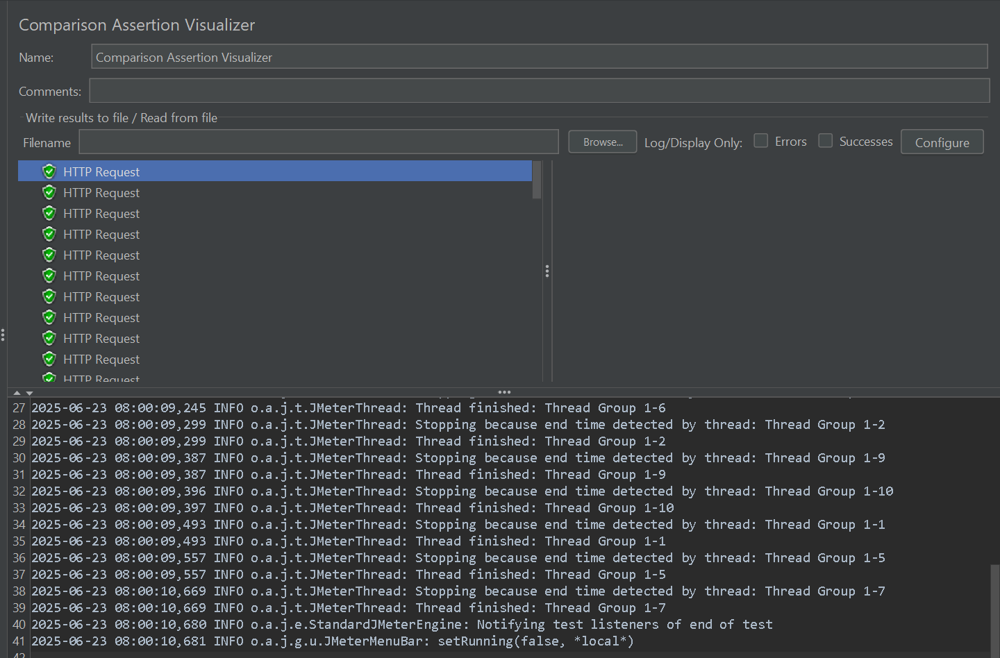 Comparison Assertion Visualizer
Name: Comparison Assertion Visualizer
Comments:
Write results to file / Read from file
Filename Browse... Log/Display Only: Errors Successes Configure
HTTP Request
HTTP Request
HTTP Request
HTTP Request
HTTP Request
HTTP Request
HTTP Request
HTTP Request
HTTP Request
HTTP Request
HTTP Request
27 2025-06-23 08:00:09,245 INFO o.a.j.t.JMeterThread: Thread finished: Thread Group 1-6
28 2025-06-23 08:00:09,299 INFO o.a.j.t.JMeterThread: Stopping because end time detected by thread: Thread Group 1-2
29 2025-06-23 08:00:09,299 INFO o.a.j.t.JMeterThread: Thread finished: Thread Group 1-2
30 2025-06-23 08:00:09,387 INFO o.a.j.t.JMeterThread: Stopping because end time detected by thread: Thread Group 1-9
31 2025-06-23 08:00:09,387 INFO o.a.j.t.JMeterThread: Thread finished: Thread Group 1-9
32 2025-06-23 08:00:09,396 INFO o.a.j.t.JMeterThread: Stopping because end time detected by thread: Thread Group 1-10
33 2025-06-23 08:00:09,397 INFO o.a.j.t.JMeterThread: Thread finished: Thread Group 1-10
34 2025-06-23 08:00:09,493 INFO o.a.j.t.JMeterThread: Stopping because end time detected by thread: Thread Group 1-1
35 2025-06-23 08:00:09,493 INFO o.a.j.t.JMeterThread: Thread finished: Thread Group 1-1
36 2025-06-23 08:00:09,557 INFO o.a.j.t.JMeterThread: Stopping because end time detected by thread: Thread Group 1-5
37 2025-06-23 08:00:09,557 INFO o.a.j.t.JMeterThread: Thread finished: Thread Group 1-5
38 2025-06-23 08:00:10,669 INFO o.a.j.t.JMeterThread: Stopping because end time detected by thread: Thread Group 1-7
39 2025-06-23 08:00:10,669 INFO o.a.j.t.JMeterThread: Thread finished: Thread Group 1-7
40 2025-06-23 08:00:10,680 INFO o.a.j.e.StandardJMeterEngine: Notifying test listeners of end of test
41 2025-06-23 08:00:10,681 INFO o.a.j.g.u.JMeterMenuBar: setRunning(false, *local*)
42